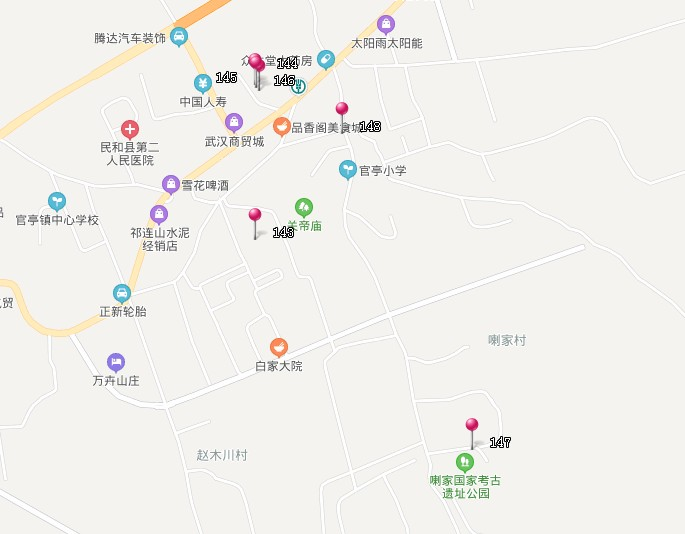 腾达汽车装饰
太阳雨太阳能
144
145
146
中国人寿
品香阁美食城
148
武汉商贸城
民和县第二
人民医院
官亭小学
雪花啤酒
官亭镇中心学校
关帝庙
143
祁连山水泥
经销店
正新轮胎
喇家村
白家大院
万卉山庄
147
赵木川村
喇家国家考古
遗址公园